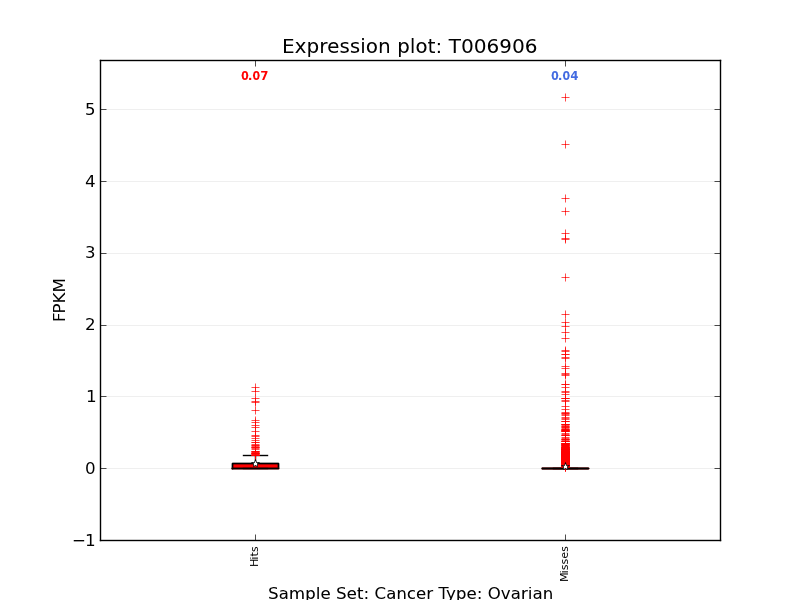 Expression plot: T006906
0.07
0.04
5
4
3
2
1
0
−1
FPKM
Hits
Misses
Sample Set: Cancer Type: Ovarian